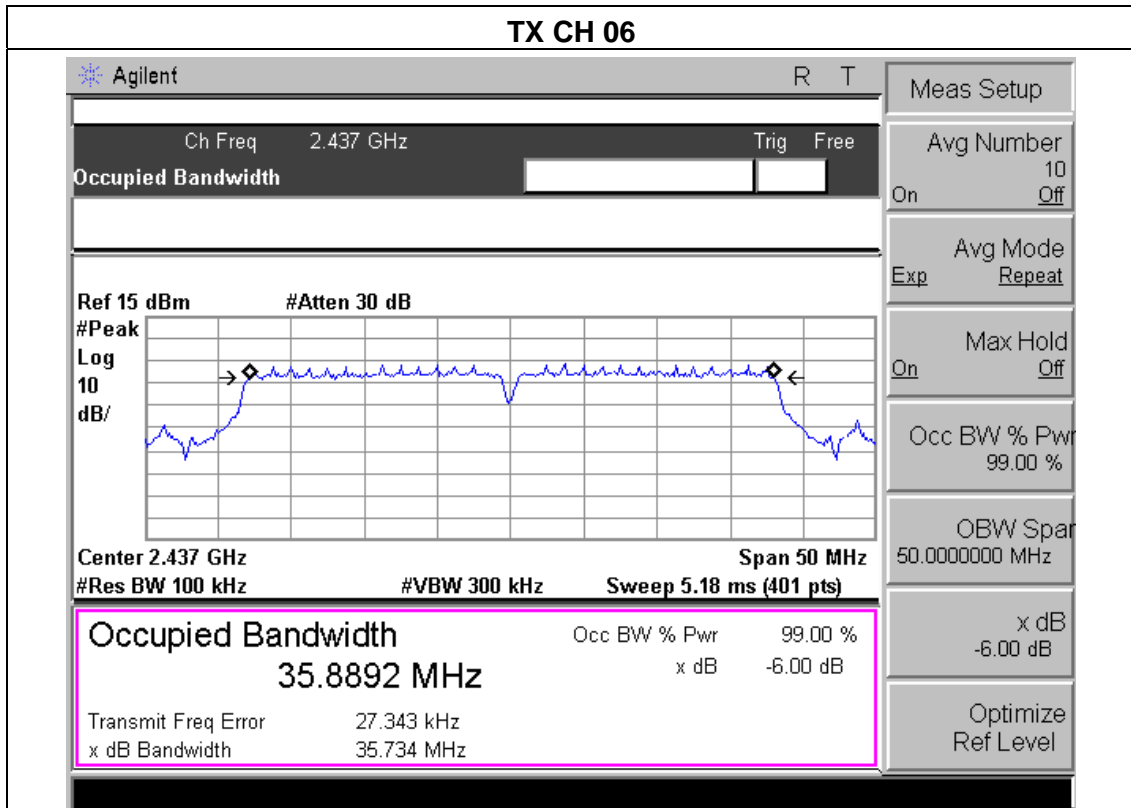 TX CH 06
Agilent R T
Ch Freq 2.437 GHz Trig Free
Occupied Bandwidth
Ref 15 dBm #Atten 30 dB
#Peak
Log
10
dB/
Center 2.437 GHz Span 50 MHz
#Res BW 100 kHz #VBW 300 kHz Sweep 5.18 ms (401 pts)
Occupied Bandwidth Occ BW % Pwr 99.00 %
35.8892 MHz x dB -6.00 dB
Transmit Freq Error 27.343 kHz
x dB Bandwidth 35.734 MHz
Meas Setup
Avg Number
10
On Off
Avg Mode
Exp Repeat
Max Hold
On Off
Occ BW % Pwr
99.00 %
OBW Span
50.0000000 MHz
x dB
-6.00 dB
Optimize
Ref Level